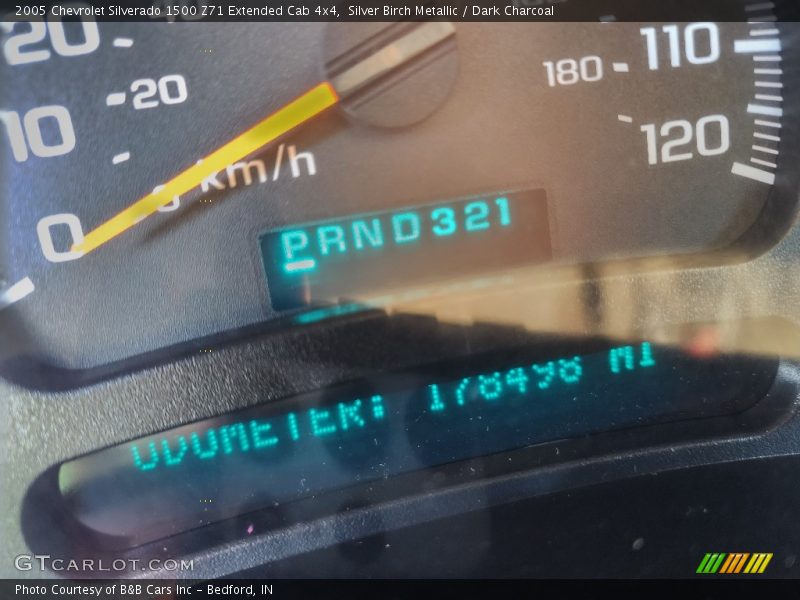 2005 Chevrolet Silverado 1500 Z71 Extended Cab 4x4, Silver Birch Metallic / Dark Charcoal
20
110
20
180
10
120
km/h
0
0
PRND321
ODOMETER: 178498 MI
GTCARLOT.COM
Photo Courtesy of B&B Cars Inc - Bedford, IN